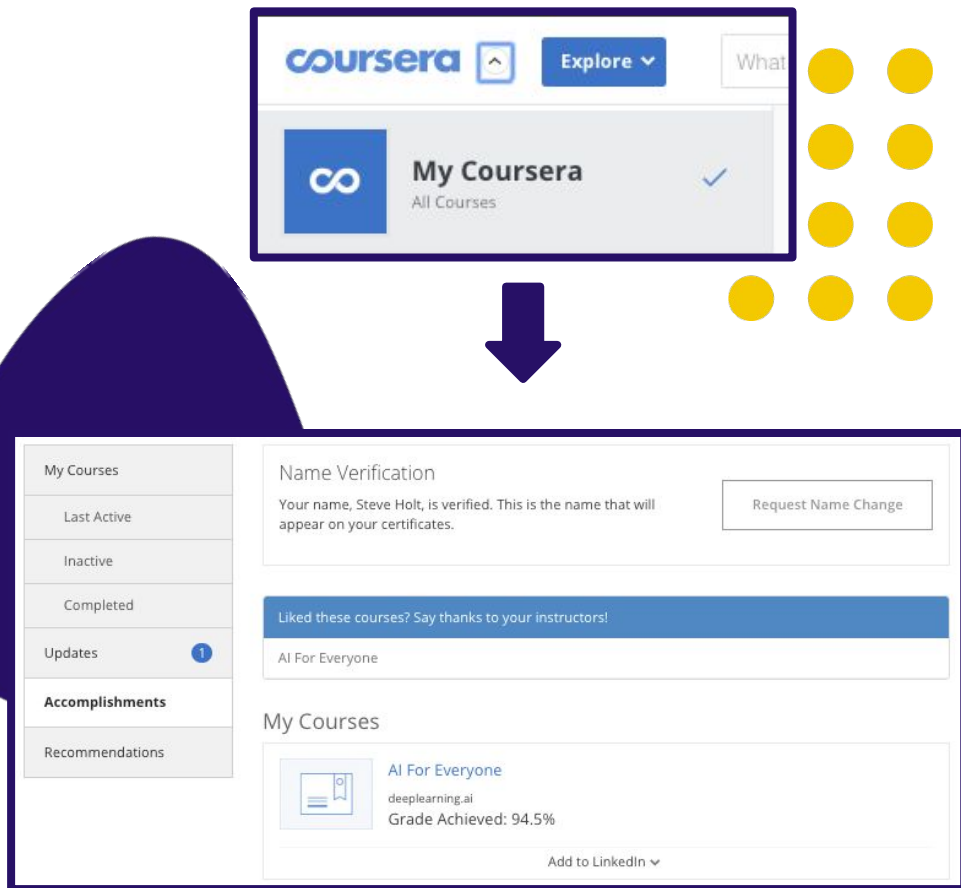 coursera
Explore
What
My Coursera
All Courses
My Courses
Last Active
Inactive
Completed
Updates 1
Accomplishments
Recommendations
Name Verification
Your name, Steve Holt, is verified. This is the name that will
appear on your certificates.
Request Name Change
Liked these courses? Say thanks to your instructors!
AI For Everyone
My Courses
AI For Everyone
deeplearning.ai
Grade Achieved: 94.5%
Add to LinkedIn